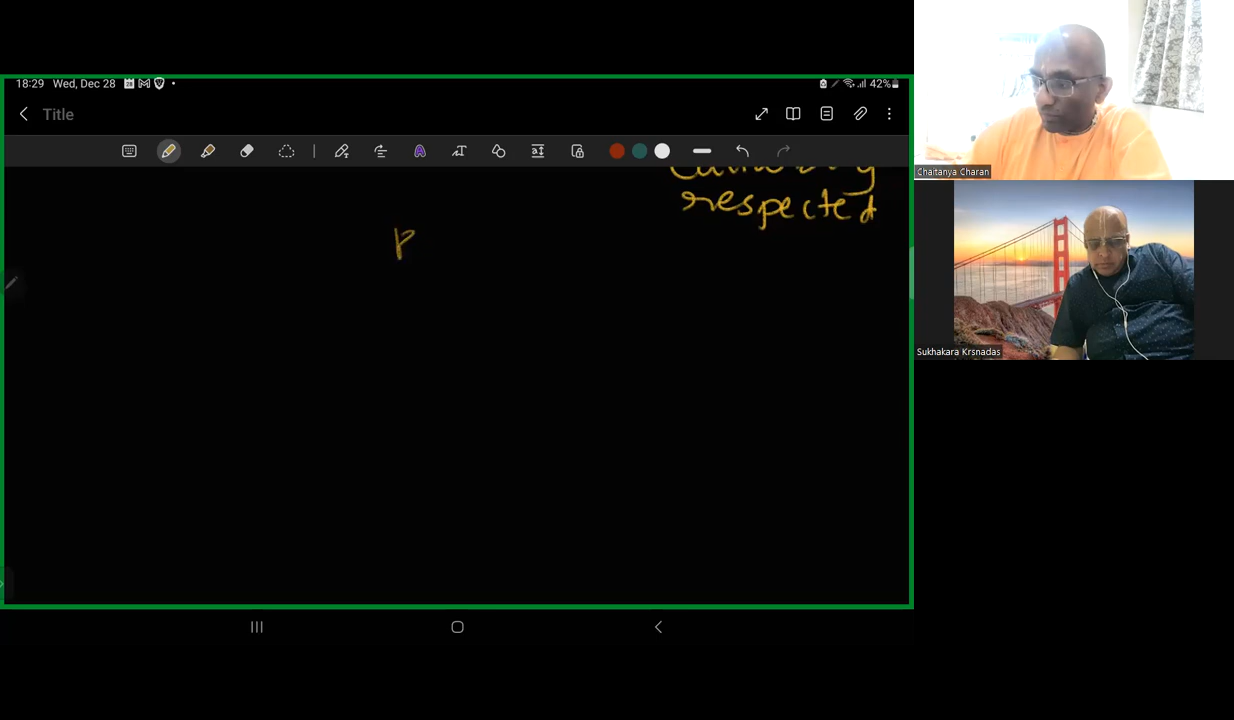 18:29 Wed, Dec 28
42%
Title
respected
P
Chaitanya Charan
Sukhakara Krsnadas